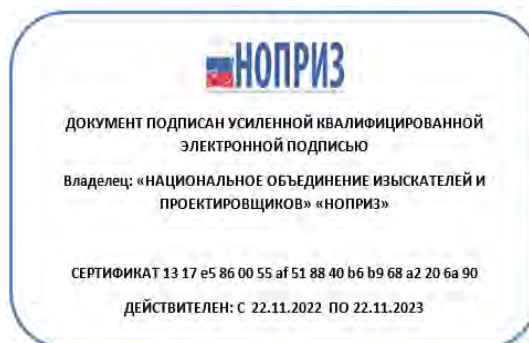 НОПРИЗ
ДОКУМЕНТ ПОДПИСАН УСИЛЕННОЙ КВАЛИФИЦИРОВАННОЙ
ЭЛЕКТРОННОЙ ПОДПИСЬЮ
Владелец: «НАЦИОНАЛЬНОЕ ОБЪЕДИНЕНИЕ ИЗЫСКАТЕЛЕЙ И
ПРОЕКТИРОВЩИКОВ» «НОПРИЗ»
СЕРТИФИКАТ 13 17 e5 86 00 55 af 51 88 40 b6 b9 68 a2 20 6a 90
ДЕЙСТВИТЕЛЕН: С 22.11.2022 ПО 22.11.2023